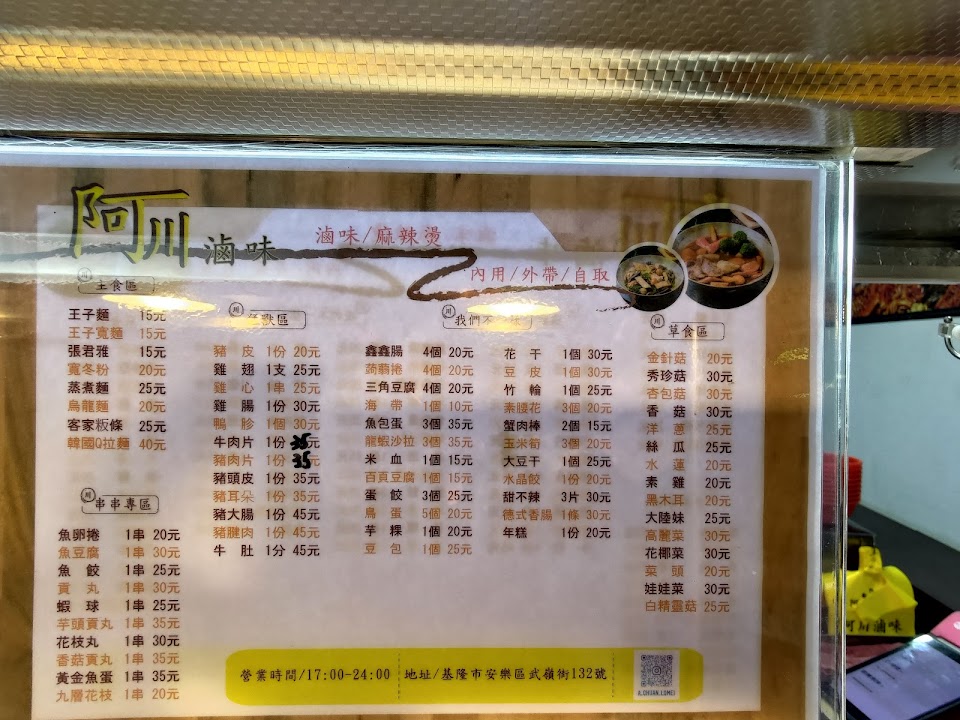 阿川 滷味
滷味/麻辣燙
內用/外帶/自取
川
主食區
王子麵 15元
王子寬麵 15元
張君雅 15元
寬冬粉 20元
蒸煮麵 25元
烏龍麵 20元
客家粄條 25元
韓國Q拉麵 40元
川
串串專區
魚卵捲 1串 20元
魚豆腐 1串 30元
魚餃 1串 25元
貢丸 1串 30元
蝦球 1串 25元
芋頭貢丸 1串 35元
花枝丸 1串 30元
香菇貢丸 1串 35元
黃金魚蛋 1串 35元
九層花枝 1串 20元
川
獸區
豬皮 1份 20元
雞翅 1支 25元
雞心 1串 25元
雞腸 1份 30元
鴨胗 1個 30元
牛肉片 1份 35元
豬肉片 1份 35元
豬頭皮 1份 35元
豬耳朵 1份 35元
豬大腸 1份 45元
豬腱肉 1份 45元
牛肚 1分 45元
川
我們不
鑫鑫腸 4個 20元
蒟蒻捲 4個 20元
三角豆腐 4個 20元
海帶 1個 10元
魚包蛋 3個 35元
龍蝦沙拉 3個 35元
米血 1個 15元
百頁豆腐 1個 15元
蛋餃 3個 25元
鳥蛋 5個 20元
芋粿 1個 20元
豆包 1個 25元
花干 1個 30元
豆皮 1個 30元
竹輪 1個 25元
素腰花 3個 20元
蟹肉棒 2個 15元
玉米筍 3個 20元
大豆干 1個 25元
水晶餃 1份 20元
甜不辣 3片 30元
德式香腸 1條 30元
年糕 1份 20元
川
草食區
金針菇 20元
秀珍菇 30元
杏包菇 30元
香菇 30元
洋蔥 25元
絲瓜 25元
水蓮 20元
素雞 20元
黑木耳 20元
大陸妹 25元
高麗菜 30元
花椰菜 30元
菜頭 20元
娃娃菜 30元
白精靈菇 25元
營業時間/17:00-24:00 地址/基隆市安樂區武嶺街132號
A.CHUAN.LUWEI
阿川滷味